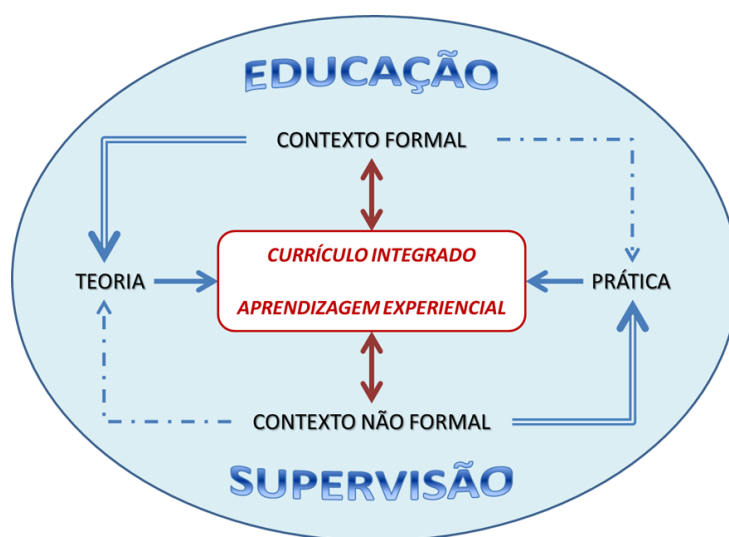 EDUCAÇÃO
CONTEXTO FORMAL
CURRÍCULO INTEGRADO
TEORIA
PRÁTICA
APRENDIZAGEM EXPERIENCIAL
CONTEXTO NÃO FORMAL
SUPERVISÃO